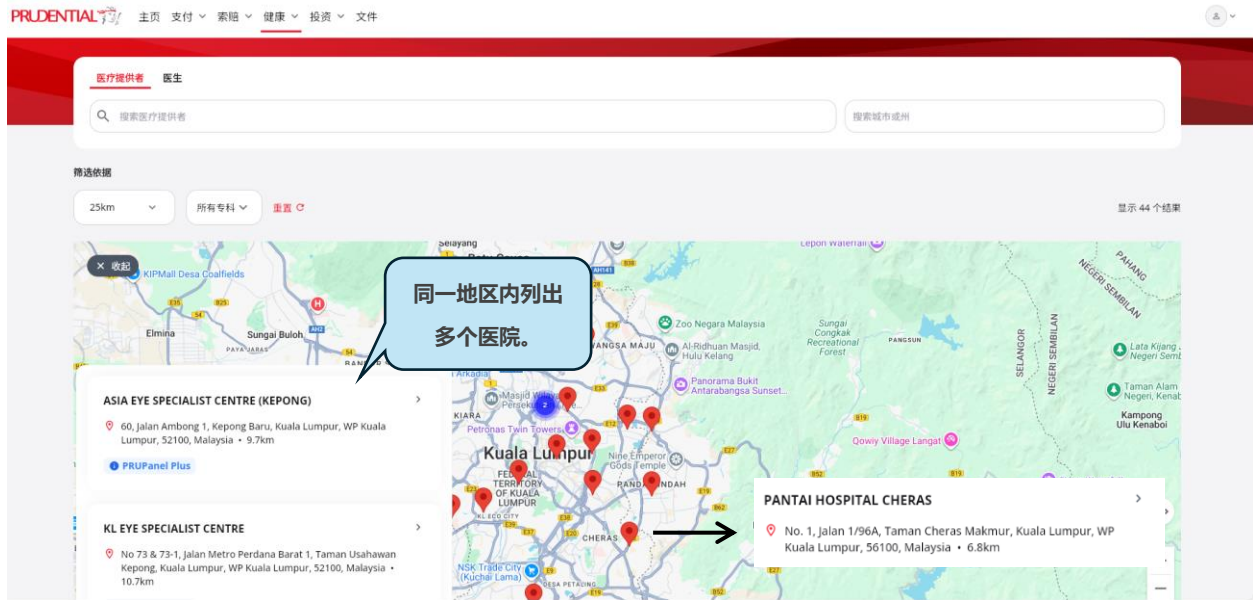 PRUDENTIAL
主页 支付 索赔 健康 投资 文件
医疗提供者 医生
搜索医疗提供者
搜索城市或州
筛选依据
25km
所有专科
重置
显示 44 个结果
收起
同一地区内列出
多个医院。
KIPMall Desa Coalfields
Elmina
Sungai Buloh
PAYA JARAS
Selayang
Zoo Negara Malaysia
Al-Ridhuan Masjid,
Hulu Kelang
Panorama Bukit
Antarabangsa Sunset...
Sungai
Congkak
Recreational
Forest
PANGSUN
SELANGOR
NEGERI SEMBILAN
PAHANG
NEGERI SEMBILAN
Lata Kijang
Taman Alam
Kampong
Ulu Kenaboi
Qowiy Village Langat
Petronas Twin Towers
Kuala Lumpur
Nine Emperor
Gods Temple
FEDERAL
TERRITORY
OF KUALA
LUMPUR
KL ECO CITY
CHERAS
NSK Trade City
(Kuchai Lama)
DESA PETALING
ASIA EYE SPECIALIST CENTRE (KEPONG)
60, Jalan Ambong 1, Kepong Baru, Kuala Lumpur, WP Kuala
Lumpur, 52100, Malaysia • 9.7km
PRUPanel Plus
KL EYE SPECIALIST CENTRE
No 73 & 73-1, Jalan Metro Perdana Barat 1, Taman Usahawan
Kepong, Kuala Lumpur, WP Kuala Lumpur, 52100, Malaysia •
10.7km
PANTAI HOSPITAL CHERAS
No. 1, Jalan 1/96A, Taman Cheras Makmur, Kuala Lumpur, WP
Kuala Lumpur, 56100, Malaysia • 6.8km